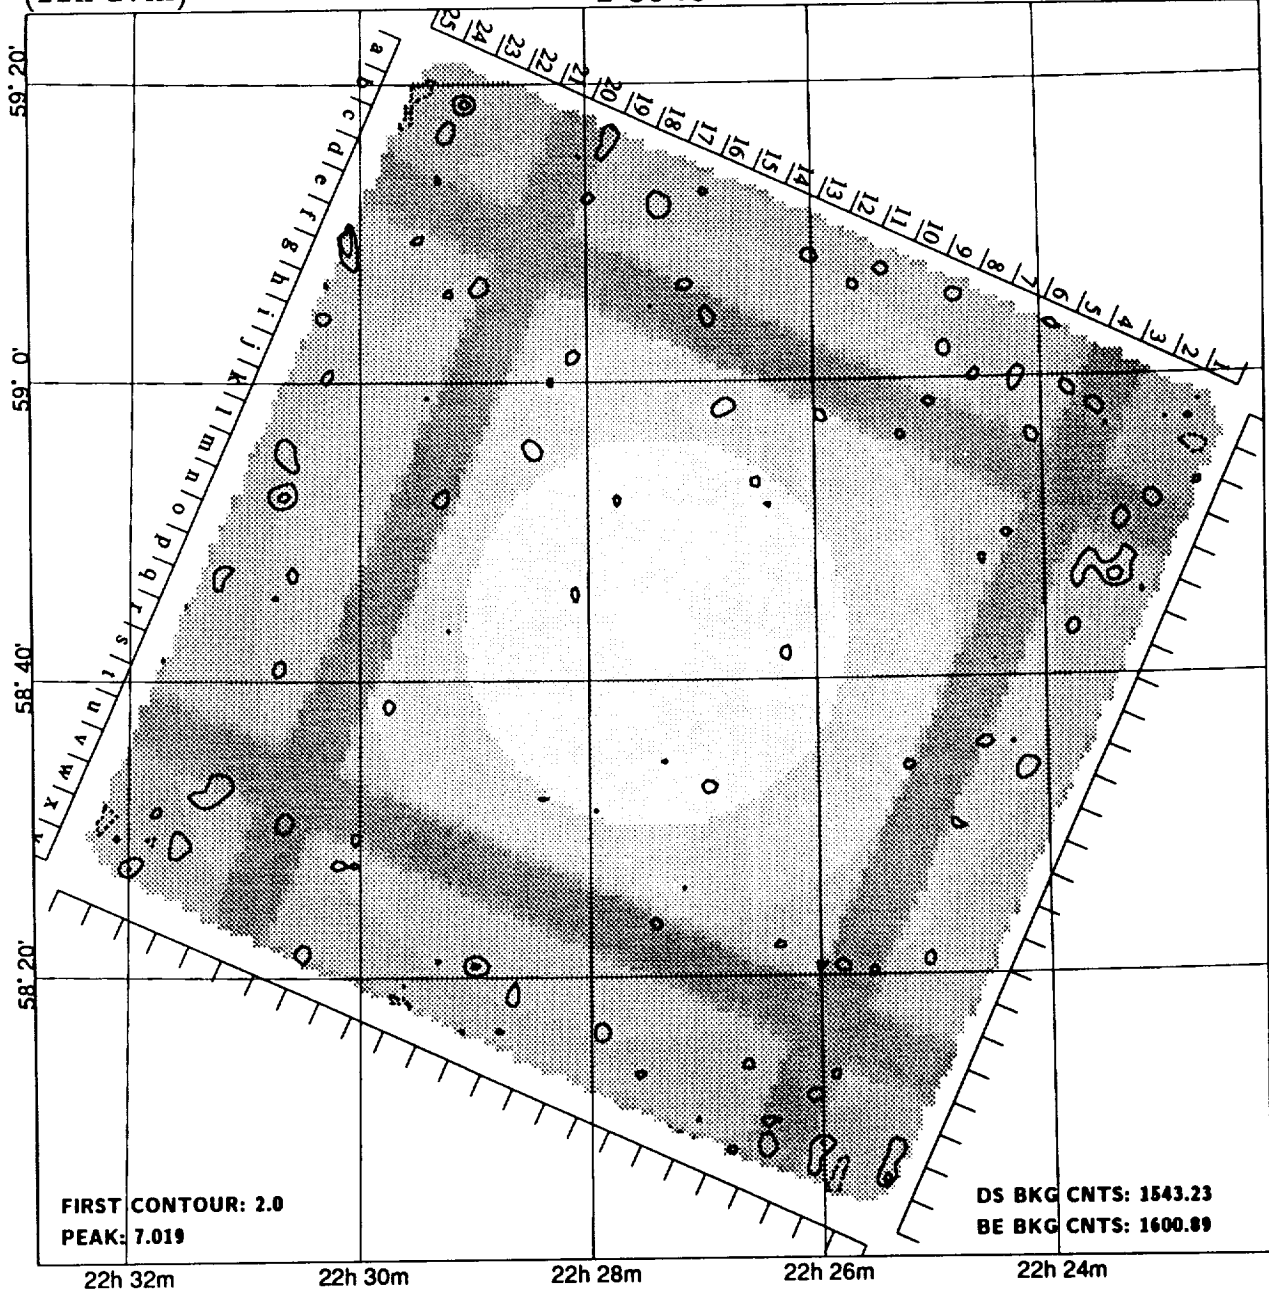 25 24 23 22 21 20 19 18 17 16 15 14 13 12 11 10 9 8 7 6 5 4 3 2 1
a b c d e f g h i j k l m n o p q r s t u v w x y
59° 20'
59° 0'
58° 40'
58° 20'
FIRST CONTOUR: 2.0
PEAK: 7.019
DS BKG CNTS: 1543.23
BE BKG CNTS: 1600.89
22h 32m 22h 30m 22h 28m 22h 26m 22h 24m